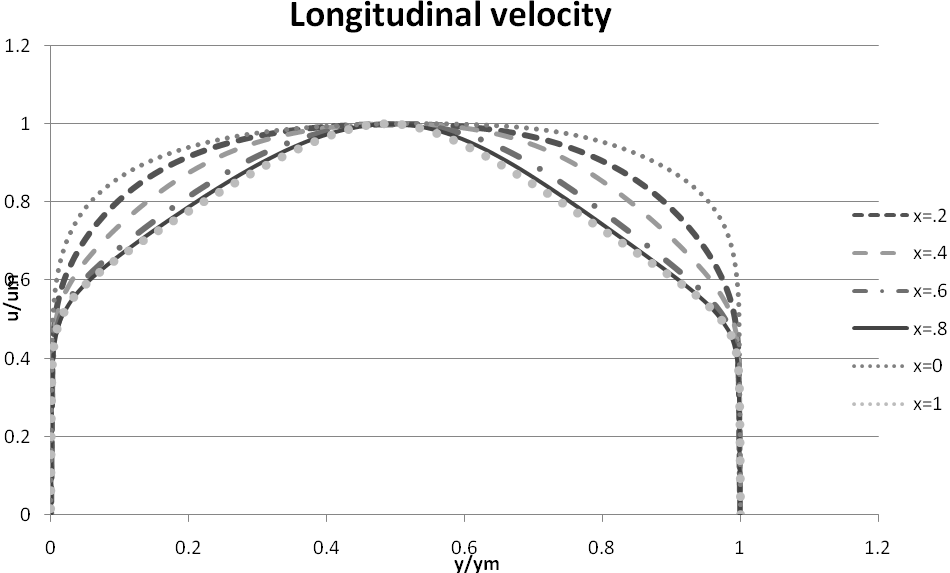 Longitudinal velocity
1.2
1
0.8
0.6
0.4
0.2
0
u/um
0 0.2 0.4 0.6 0.8 1 1.2
y/ym
x=.2
x=.4
x=.6
x=.8
x=0
x=1